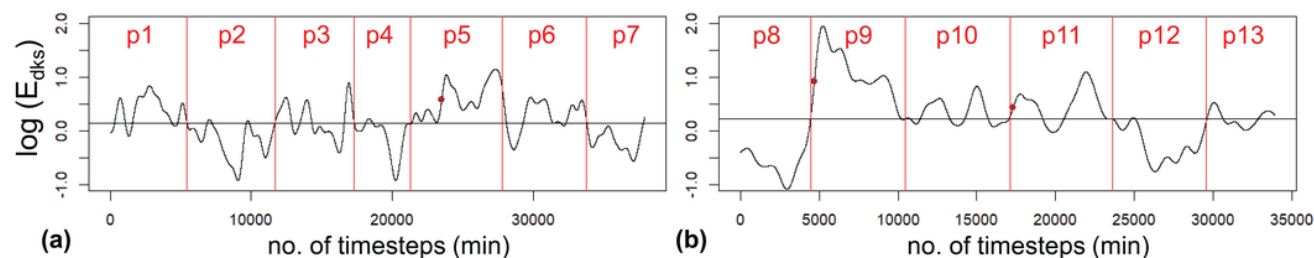 2.0
p1 p2 p3 p4 p5 p6 p7
1.0
0.0
-1.0
log (E_dks)
0 10000 20000 30000
(a) no. of timesteps (min)
2.0
p8 p9 p10 p11 p12 p13
1.0
0.0
-1.0
0 5000 10000 15000 20000 25000 30000 35000
(b) no. of timesteps (min)